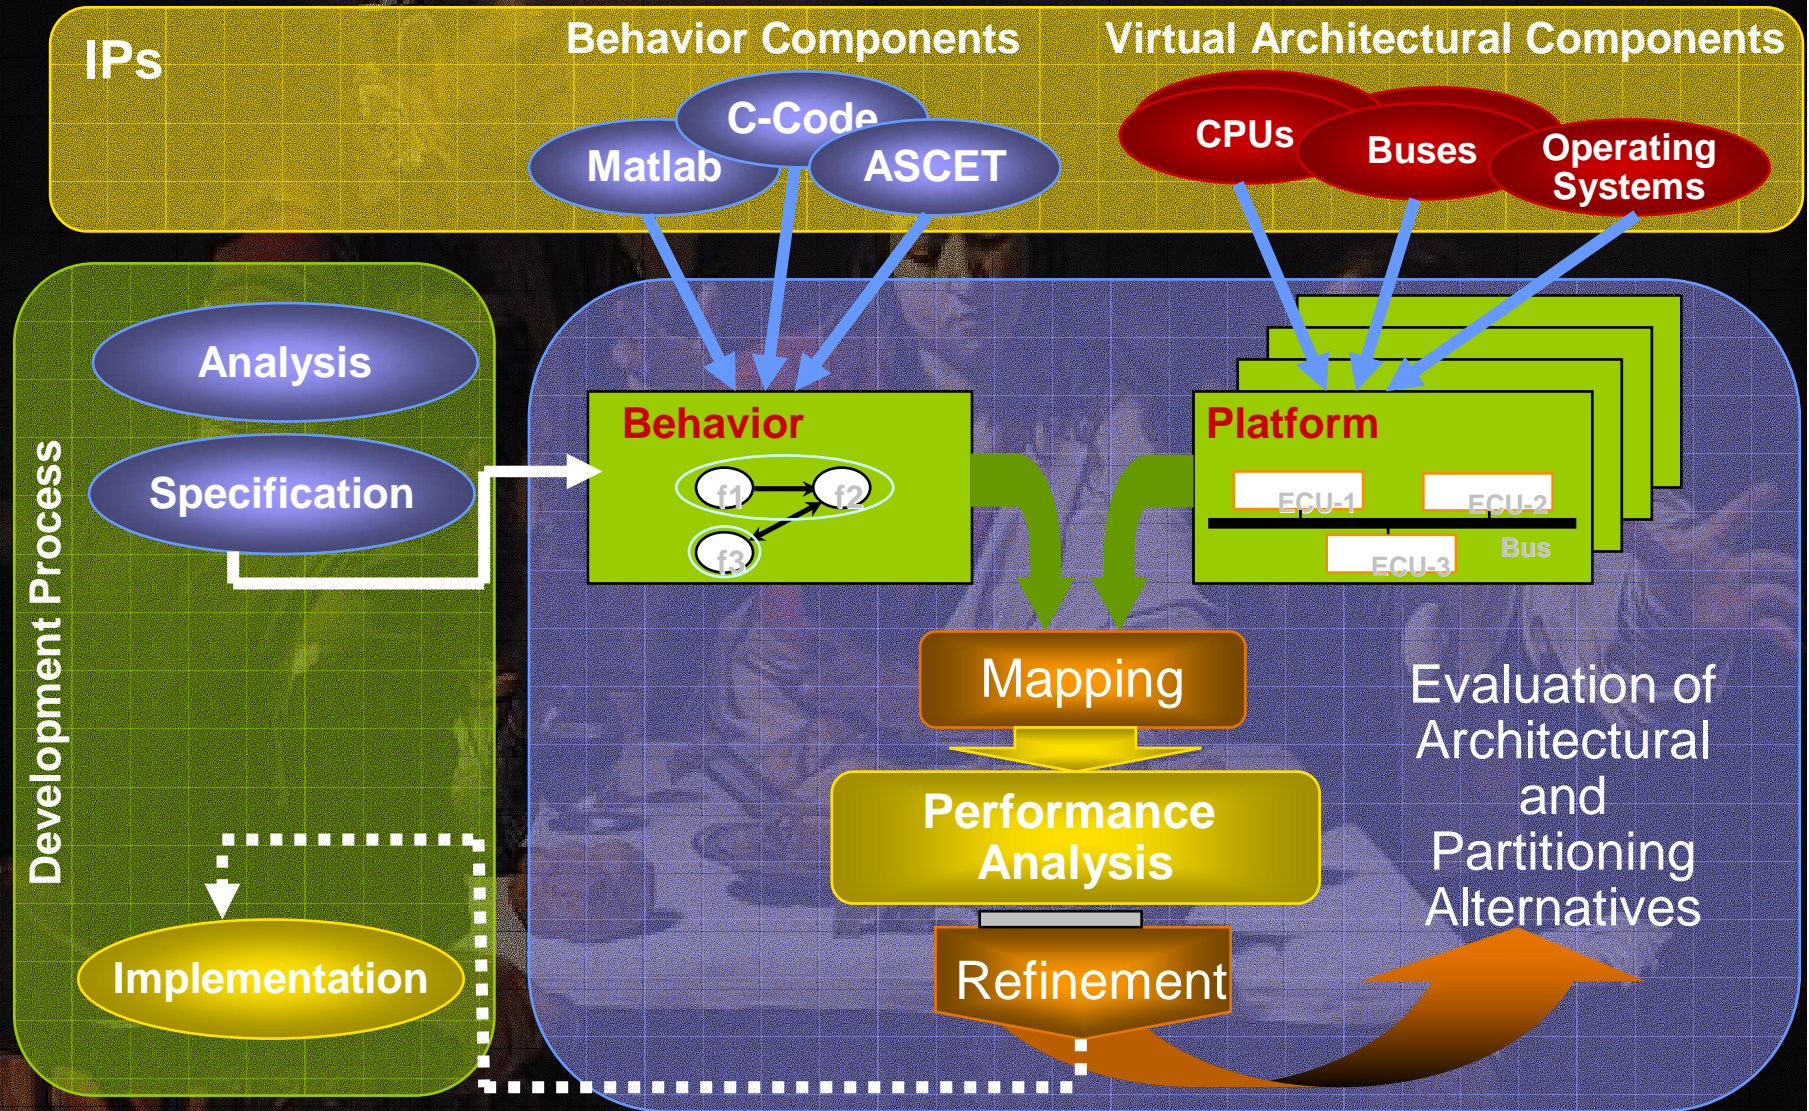 IPs
Behavior Components
Virtual Architectural Components
C-Code
Matlab
ASCET
CPUs
Buses
Operating
Systems
Development Process
Analysis
Specification
Implementation
Behavior
f1
f2
f3
Platform
ECU-1
ECU-2
Bus
ECU-3
Mapping
Performance
Analysis
Refinement
Evaluation of
Architectural
and
Partitioning
Alternatives